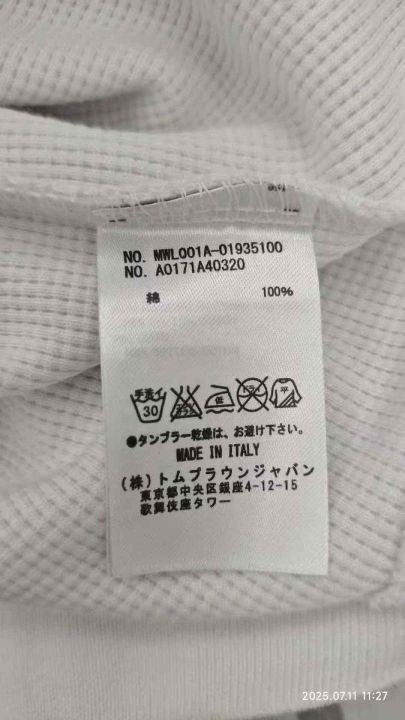 NO. MWL001A-01935100
NO. A0171A40320
綿 100%
手洗イ
30
低
平
●タンブラー乾燥は、お避け下さい。
MADE IN ITALY
(株)トムブラウンジャパン
東京都中央区銀座4-12-15
歌舞伎座タワー
2025.07.11 11:27